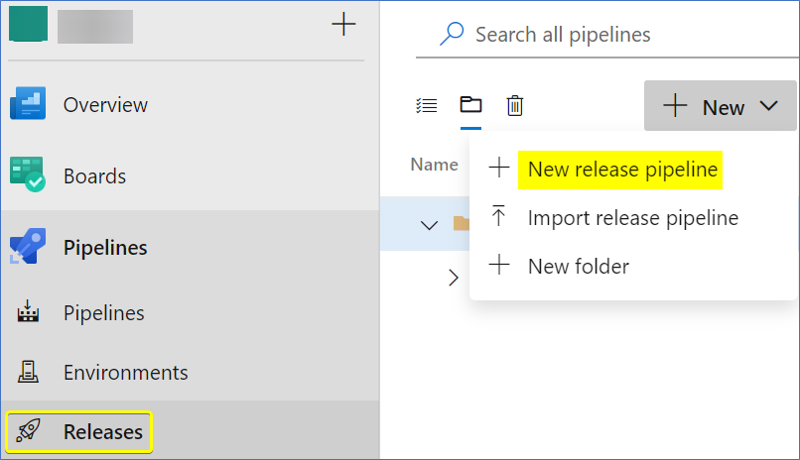 Overview
Boards
Pipelines
Pipelines
Environments
Releases
Search all pipelines
New
Name
New release pipeline
Import release pipeline
New folder